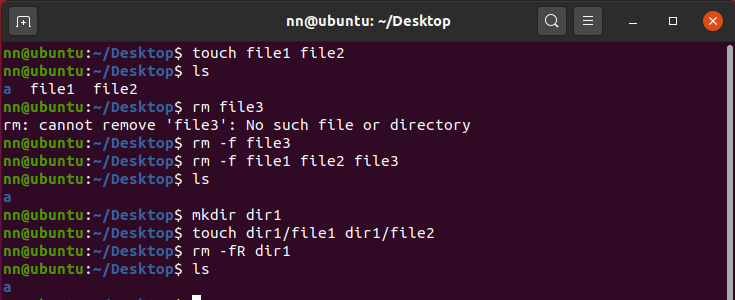 nn@ubuntu: ~/Desktop
nn@ubuntu:~/Desktop$ touch file1 file2
nn@ubuntu:~/Desktop$ ls
a  file1  file2
nn@ubuntu:~/Desktop$ rm file3
rm: cannot remove 'file3': No such file or directory
nn@ubuntu:~/Desktop$ rm -f file3
nn@ubuntu:~/Desktop$ rm -f file1 file2 file3
nn@ubuntu:~/Desktop$ ls
a
nn@ubuntu:~/Desktop$ mkdir dir1
nn@ubuntu:~/Desktop$ touch dir1/file1 dir1/file2
nn@ubuntu:~/Desktop$ rm -fR dir1
nn@ubuntu:~/Desktop$ ls
a